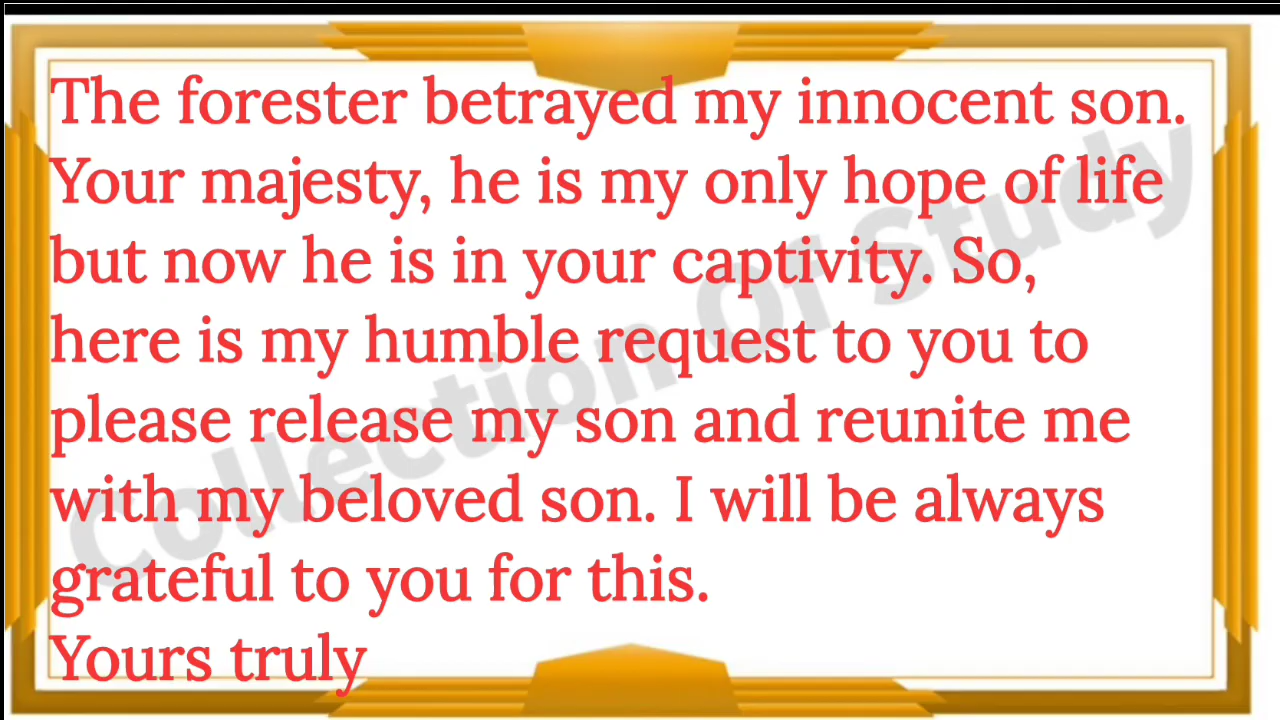 The forester betrayed my innocent son.
Your majesty, he is my only hope of life
but now he is in your captivity. So,
here is my humble request to you to
please release my son and reunite me
with my beloved son. I will be always
grateful to you for this.
Yours truly
Collection Of Study